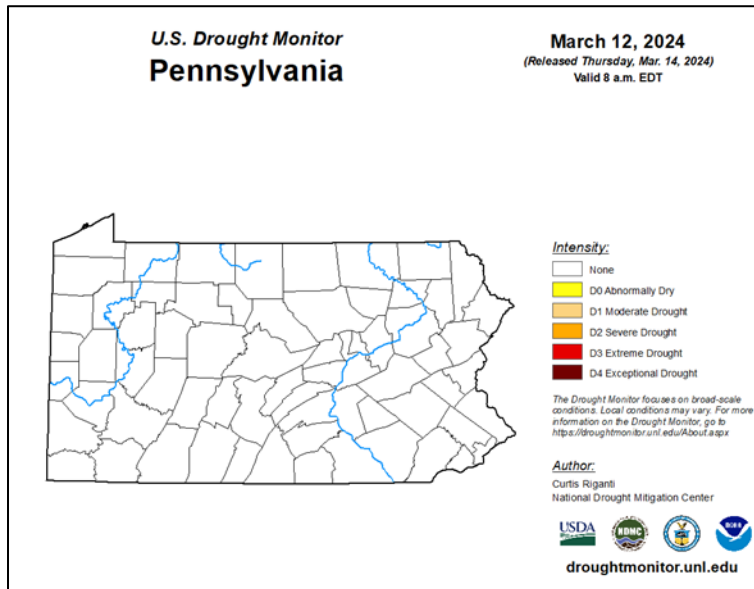 U.S. Drought Monitor
Pennsylvania
March 12, 2024
(Released Thursday, Mar. 14, 2024)
Valid 8 a.m. EDT
Intensity:
None
D0 Abnormally Dry
D1 Moderate Drought
D2 Severe Drought
D3 Extreme Drought
D4 Exceptional Drought
The Drought Monitor focuses on broad-scale
conditions. Local conditions may vary. For more
information on the Drought Monitor, go to
https://droughtmonitor.unl.edu/About.aspx
Author:
Curtis Riganti
National Drought Mitigation Center
USDA
NDMC
NOAA
droughtmonitor.unl.edu